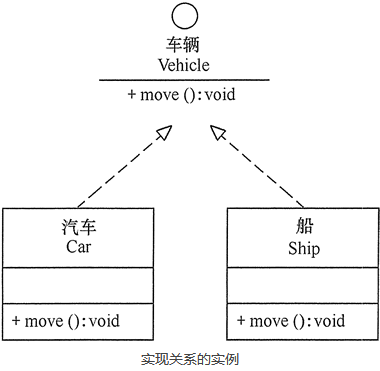 车辆
Vehicle
+ move ():void
汽车
Car
船
Ship
+ move ():void
+ move ():void
实现关系的实例